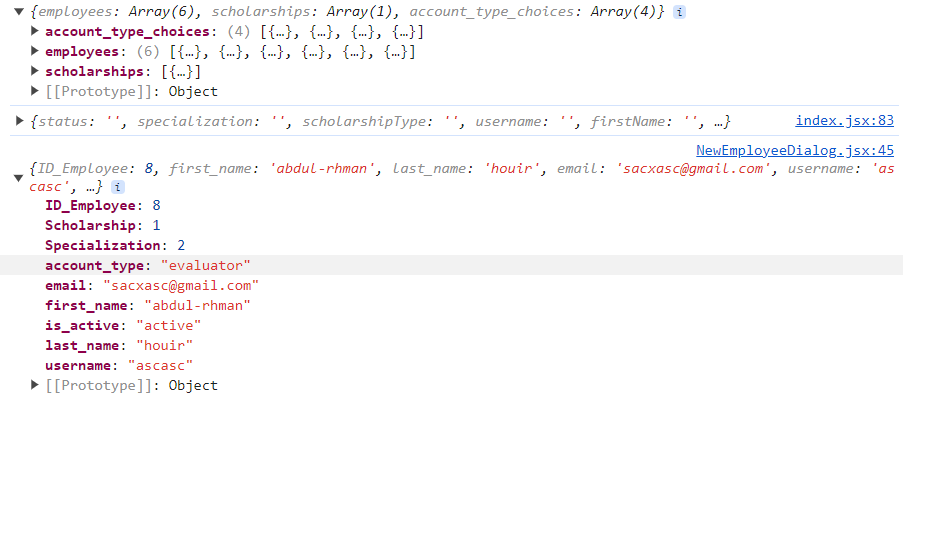 {employees: Array(6), scholarships: Array(1), account_type_choices: Array(4)} i
account_type_choices: (4) [{…}, {…}, {…}, {…}]
employees: (6) [{…}, {…}, {…}, {…}, {…}, {…}]
scholarships: [{…}]
[[Prototype]]: Object
{status: '', specialization: '', scholarshipType: '', username: '', firstName: '', …} index.jsx:83
NewEmployeeDialog.jsx:45
{ID_Employee: 8, first_name: 'abdul-rhman', last_name: 'houir', email: 'sacxasc@gmail.com', username: 'as
casc', …} i
ID_Employee: 8
Scholarship: 1
Specialization: 2
account_type: "evaluator"
email: "sacxasc@gmail.com"
first_name: "abdul-rhman"
is_active: "active"
last_name: "houir"
username: "ascasc"
[[Prototype]]: Object